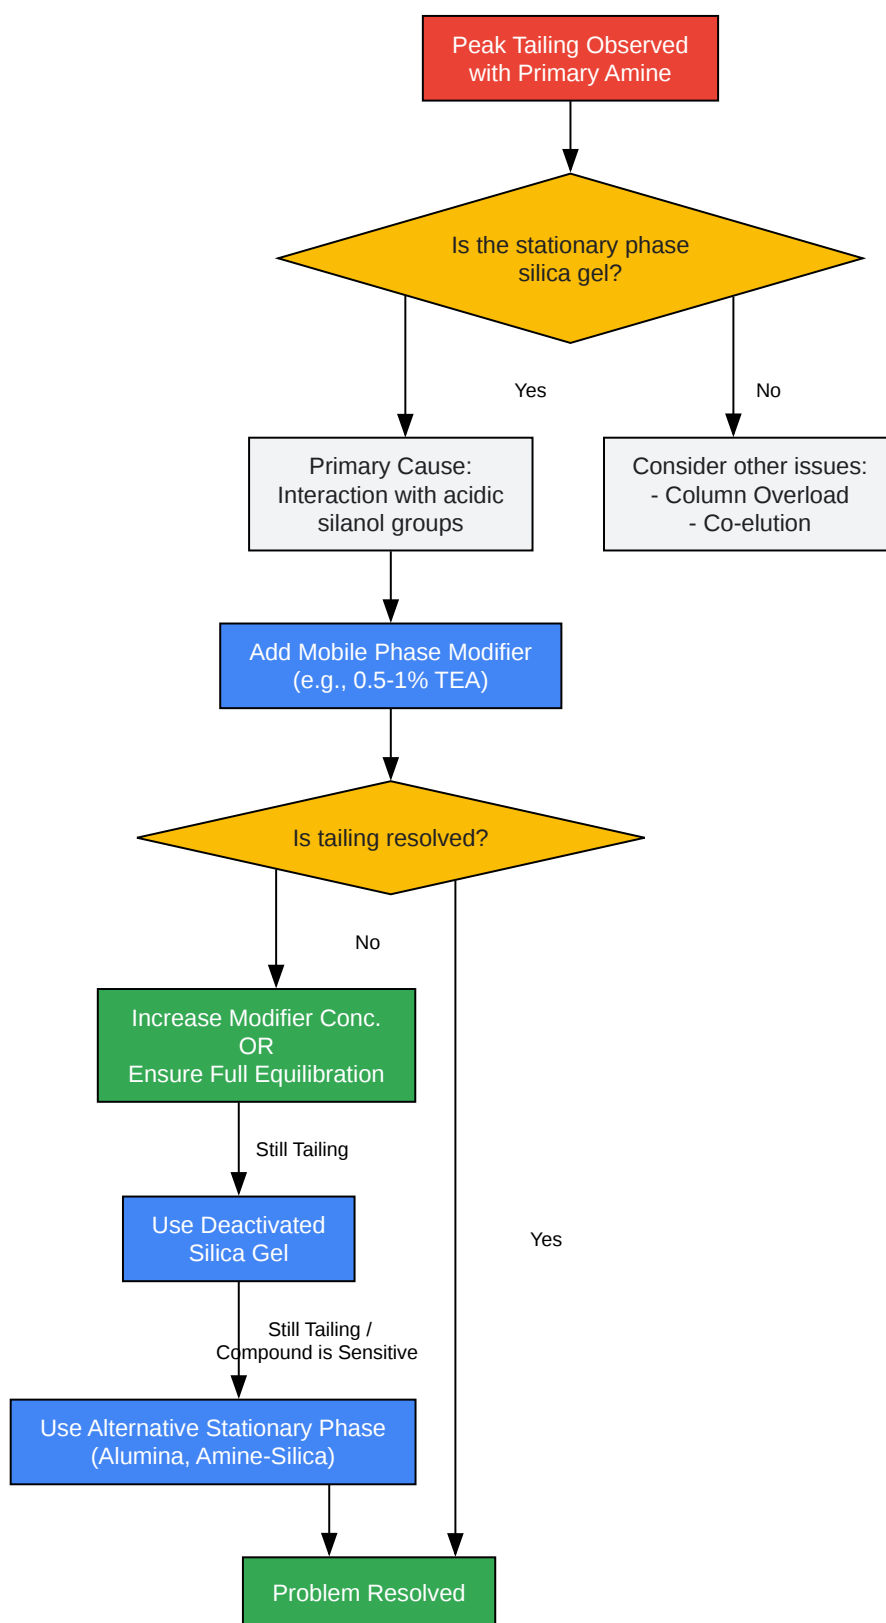 Peak Tailing Observed
with Primary Amine
Is the stationary phase
silica gel?
Yes
No
Primary Cause:
Interaction with acidic
silanol groups
Consider other issues:
- Column Overload
- Co-elution
Add Mobile Phase Modifier
(e.g., 0.5-1% TEA)
Is tailing resolved?
No
Increase Modifier Conc.
OR
Ensure Full Equilibration
Still Tailing
Use Deactivated
Silica Gel
Yes
Still Tailing /
Compound is Sensitive
Use Alternative Stationary Phase
(Alumina, Amine-Silica)
Problem Resolved